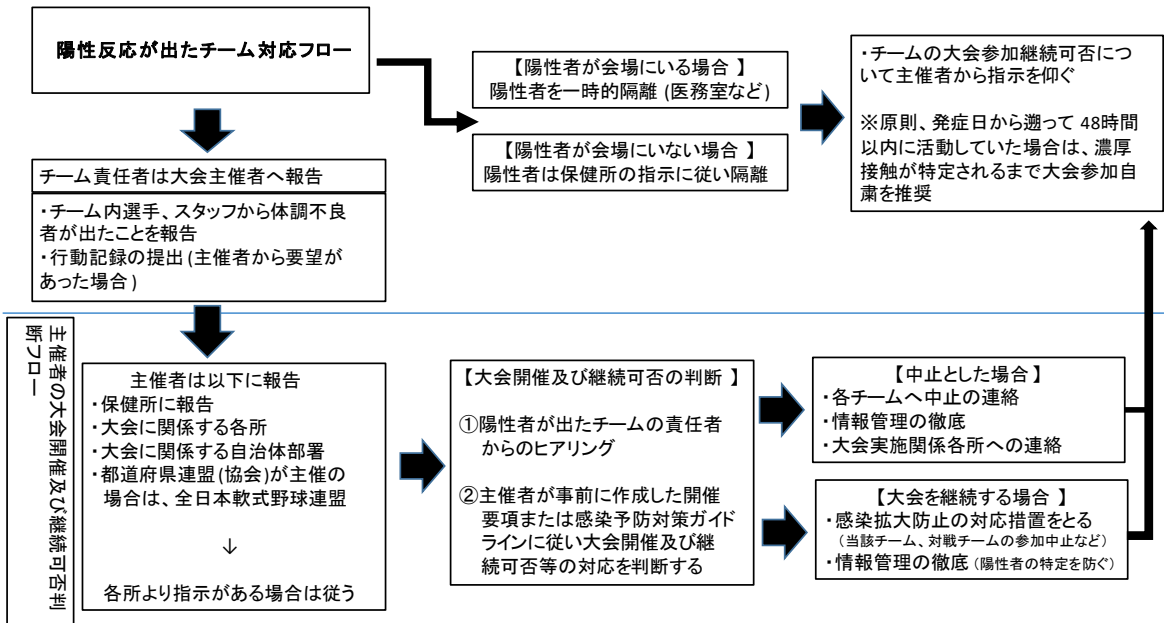 陽性反応が出たチーム対応フロー
【陽性者が会場にいる場合 】
陽性者を一時的隔離 (医務室など)
【陽性者が会場にいない場合 】
陽性者は保健所の指示に従い隔離
・チームの大会参加継続可否につ
いて主催者から指示を仰ぐ
※原則、発症日から遡って 48時間
以内に活動していた場合は、濃厚
接触が特定されるまで大会参加自
粛を推奨
チーム責任者は大会主催者へ報告
・チーム内選手、スタッフから体調不良
者が出たことを報告
・行動記録の提出 (主催者から要望が
あった場合 )
主催者の大会開催及び継続可否判
断フロー
主催者は以下に報告
・保健所に報告
・大会に関係する各所
・大会に関係する自治体部署
・都道府県連盟 (協会)が主催の
場合は、全日本軟式野球連盟
↓
各所より指示がある場合は従う
【大会開催及び継続可否の判断 】
①陽性者が出たチームの責任者
からのヒアリング
②主催者が事前に作成した開催
要項または感染予防対策ガイド
ラインに従い大会開催及び継
続可否等の対応を判断する
【中止とした場合 】
・各チームへ中止の連絡
・情報管理の徹底
・大会実施関係各所への連絡
【大会を継続する場合 】
・感染拡大防止の対応措置をとる
（当該チーム、対戦チームの参加中止など）
・情報管理の徹底 （陽性者の特定を防ぐ）